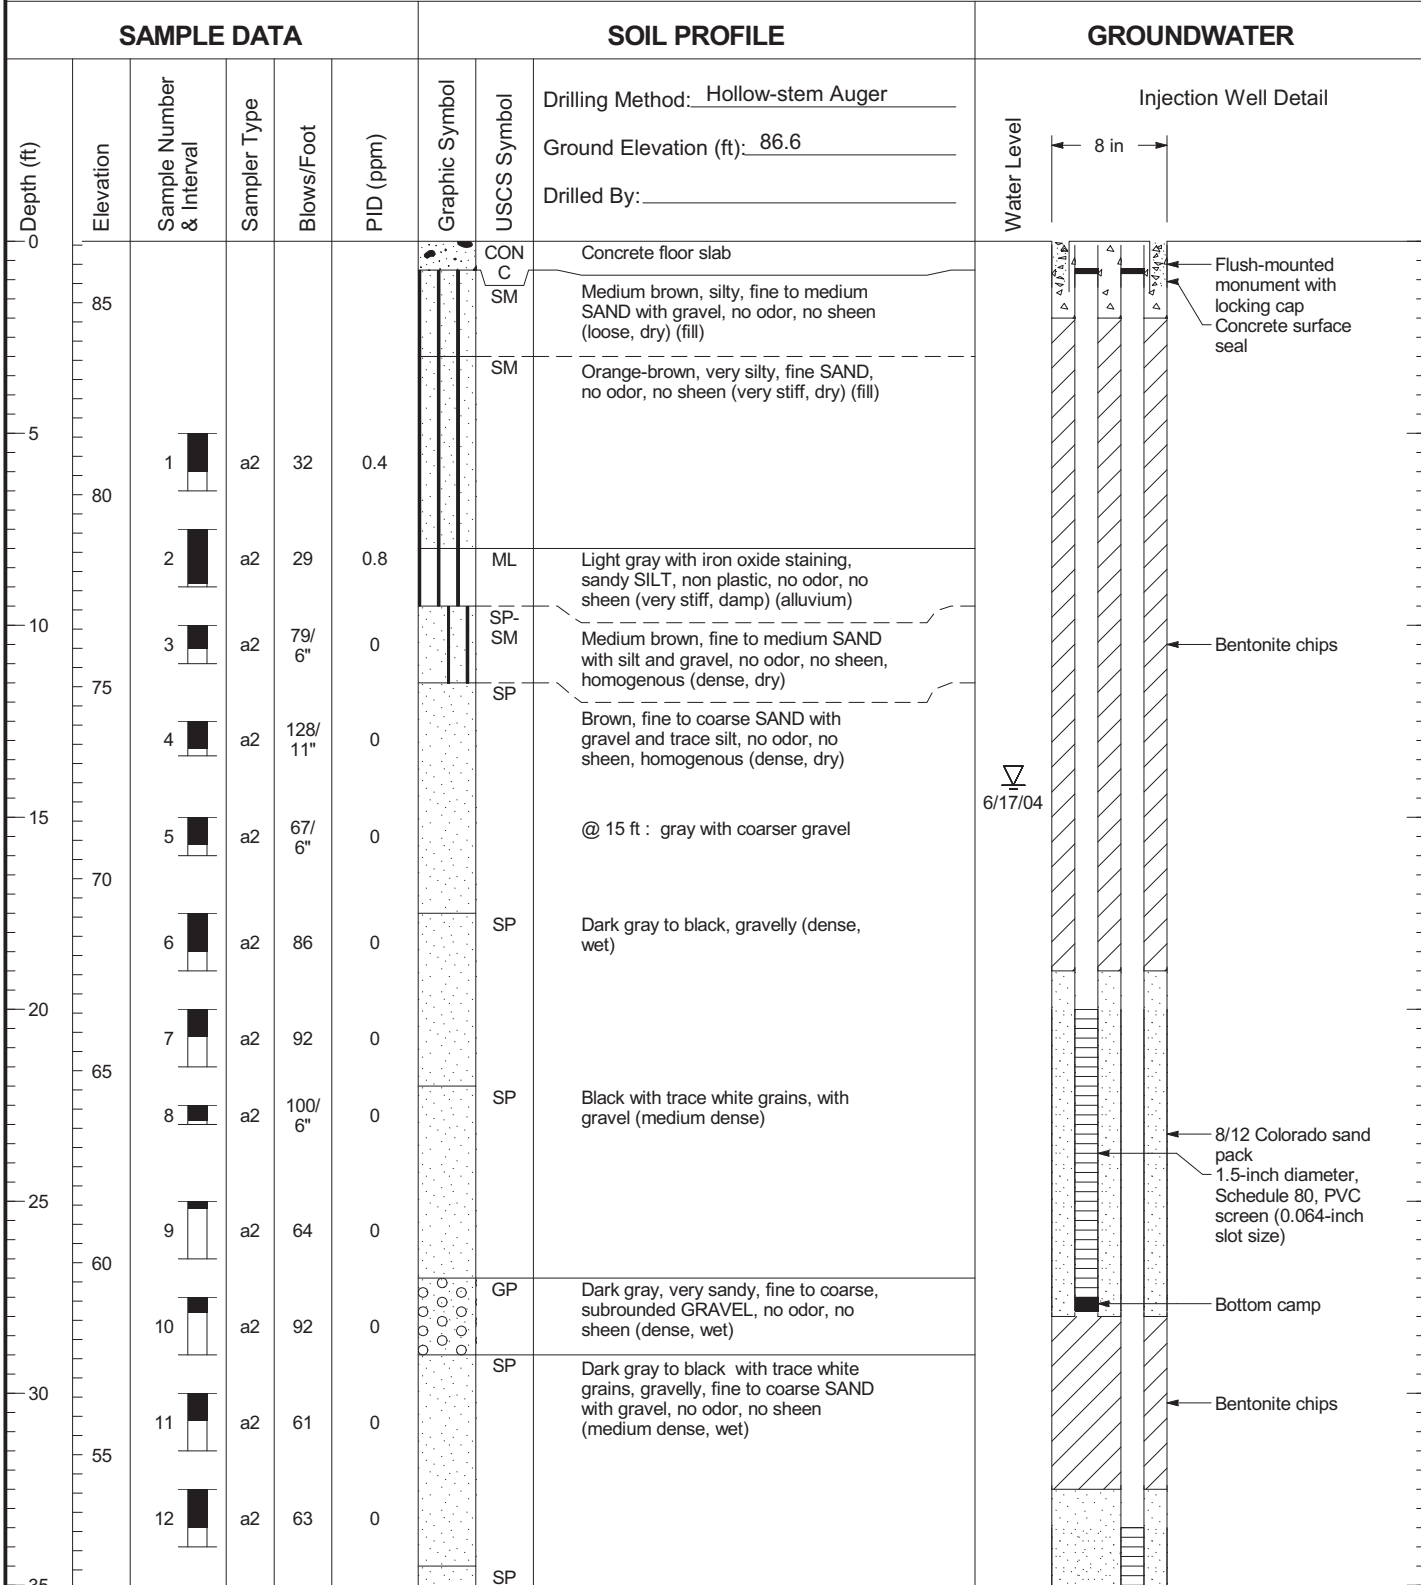 SAMPLE DATA
SOIL PROFILE
GROUNDWATER
Depth (ft)
Elevation
Sample Number
& Interval
Sampler Type
Blows/Foot
PID (ppm)
Graphic Symbol
USCS Symbol
Drilling Method: Hollow-stem Auger
Ground Elevation (ft): 86.6
Drilled By:
Water Level
Injection Well Detail
8 in
0
CON
C
Concrete floor slab
Flush-mounted
monument with
locking cap
Concrete surface
seal
85
SM
Medium brown, silty, fine to medium
SAND with gravel, no odor, no sheen
(loose, dry) (fill)
SM
Orange-brown, very silty, fine SAND,
no odor, no sheen (very stiff, dry) (fill)
5
1 a2 32 0.4
80
2 a2 29 0.8
ML
Light gray with iron oxide staining,
sandy SILT, non plastic, no odor, no
sheen (very stiff, damp) (alluvium)
10
3 a2 79/
6" 0
SP-
SM
Medium brown, fine to medium SAND
with silt and gravel, no odor, no sheen,
homogenous (dense, dry)
Bentonite chips
75
SP
Brown, fine to coarse SAND with
gravel and trace silt, no odor, no
sheen, homogenous (dense, dry)
4 a2 128/
11" 0
6/17/04
15
5 a2 67/
6" 0
@ 15 ft : gray with coarser gravel
70
6 a2 86 0
SP
Dark gray to black, gravelly (dense,
wet)
20
7 a2 92 0
65
8 a2 100/
6" 0
SP
Black with trace white grains, with
gravel (medium dense)
8/12 Colorado sand
pack
1.5-inch diameter,
Schedule 80, PVC
screen (0.064-inch
slot size)
25
9 a2 64 0
60
10 a2 92 0
GP
Dark gray, very sandy, fine to coarse,
subrounded GRAVEL, no odor, no
sheen (dense, wet)
Bottom camp
SP
Dark gray to black with trace white
grains, gravelly, fine to coarse SAND
with gravel, no odor, no sheen
(medium dense, wet)
30
11 a2 61 0
Bentonite chips
55
12 a2 63 0
SP
35